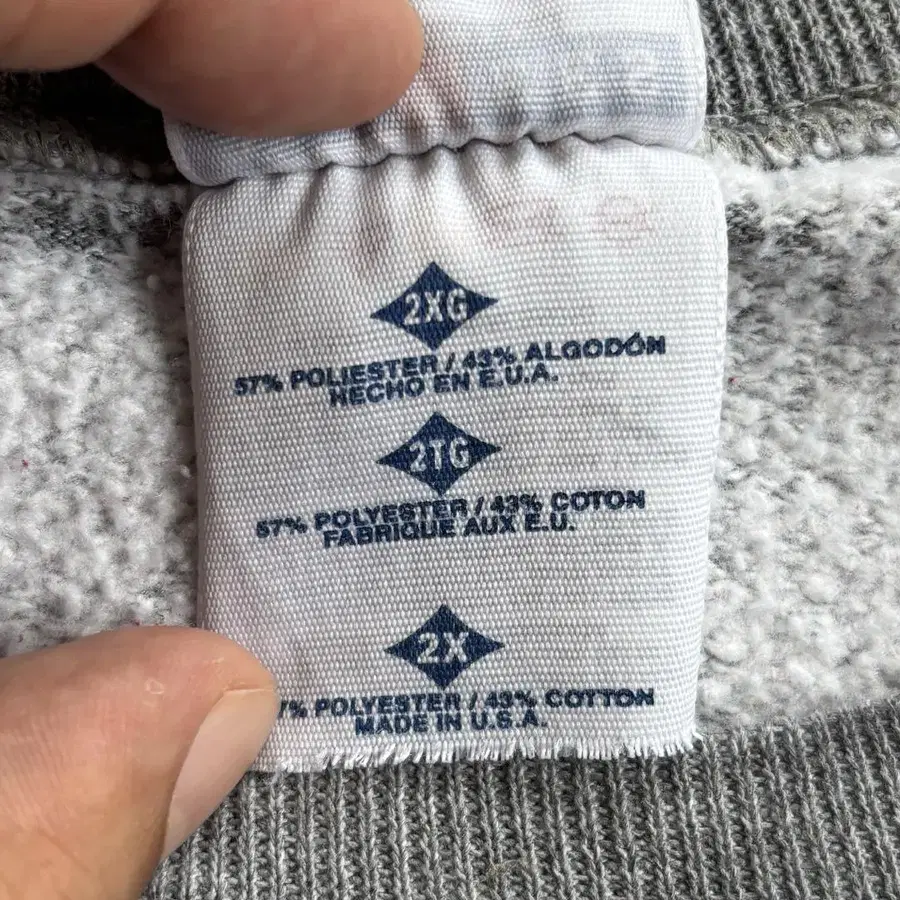 2XG
57% POLIESTER / 43% ALGODÓN
HECHO EN E.U.A.
2TG
57% POLYESTER / 43% COTON
FABRIQUE AUX E.U.
2X
7% POLYESTER / 43% COTTON
MADE IN U.S.A.